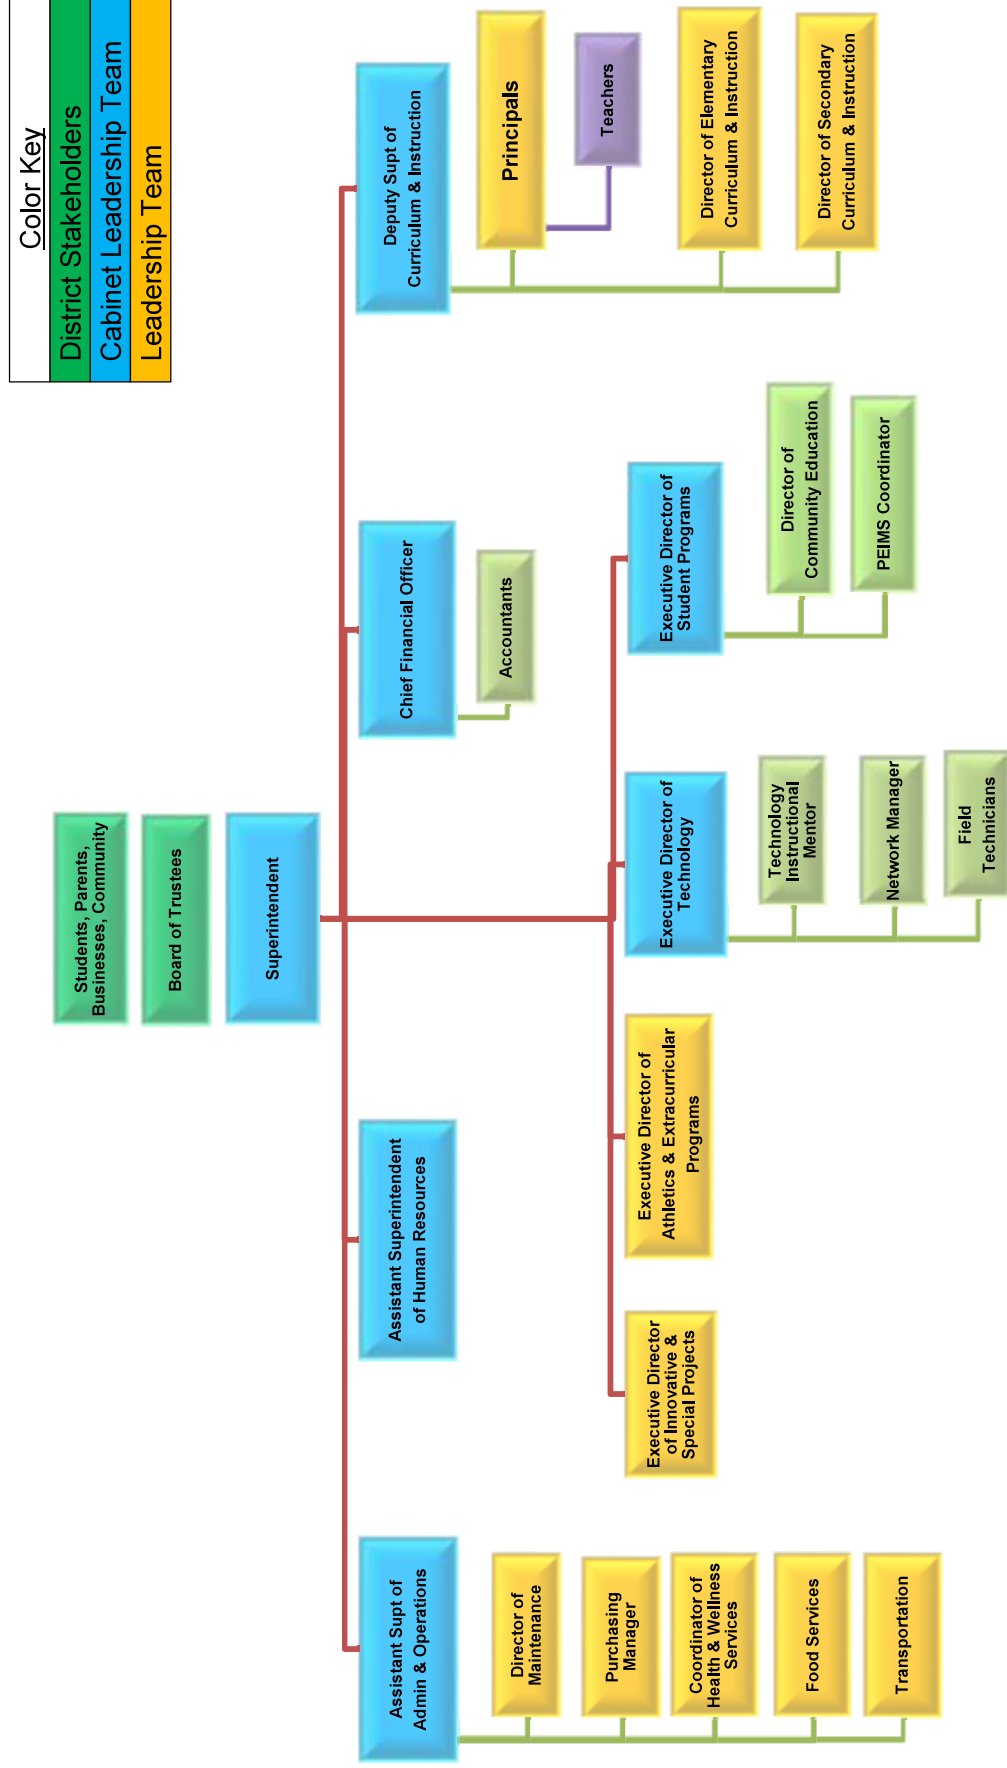 Color Key
District Stakeholders
Cabinet Leadership Team
Leadership Team
Students, Parents,
Businesses, Community
Board of Trustees
Superintendent
Assistant Supt of
Admin & Operations
Assistant Superintendent
of Human Resources
Chief Financial Officer
Deputy Supt of
Curriculum & Instruction
Director of
Maintenance
Purchasing
Manager
Coordinator of
Health & Wellness
Services
Food Services
Transportation
Accountants
Principals
Teachers
Director of Elementary
Curriculum & Instruction
Director of Secondary
Curriculum & Instruction
Executive Director
of Innovative &
Special Projects
Executive Director of
Athletics & Extracurricular
Programs
Executive Director of
Technology
Executive Director of
Student Programs
Technology
Instructional
Mentor
Network Manager
Field
Technicians
Director of
Community Education
PEIMS Coordinator